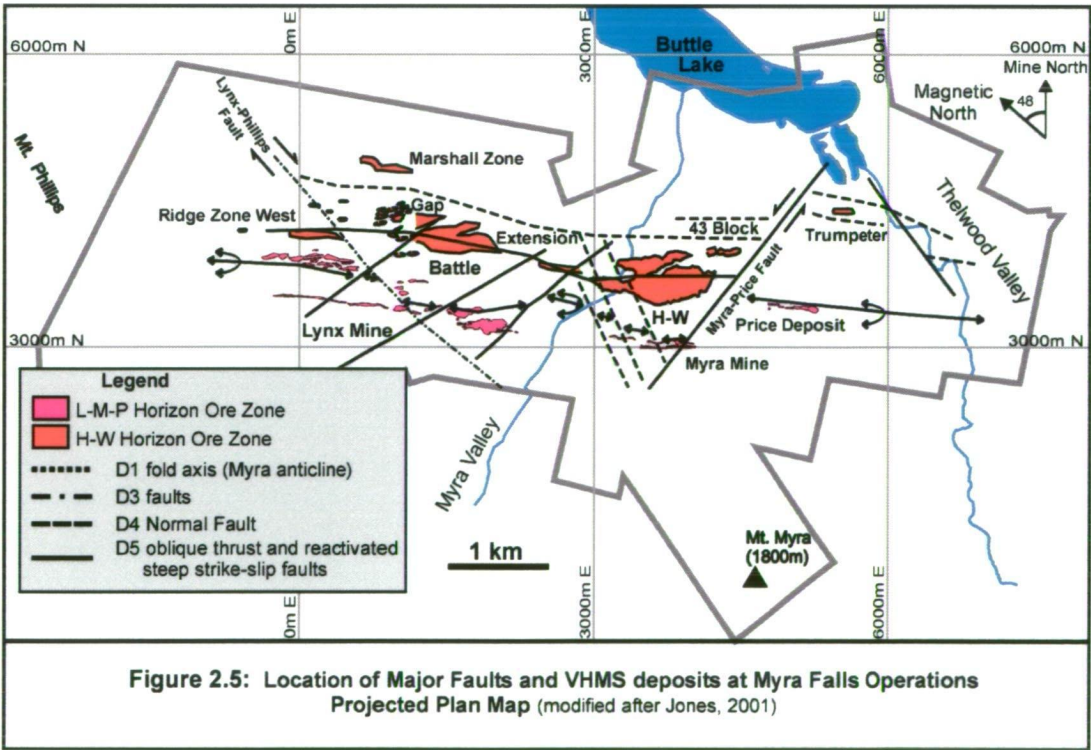 6000m N
0m E
3000m E
6000m E
6000m N
Mine North
Magnetic
North
48
Buttle
Lake
Mt. Phillips
Lynx-Phillips
Fault
Marshall Zone
Gap
Ridge Zone West
Extension
Battle
43 Block
Trumpeter
Thelwood Valley
Myra-Price Fault
H-W
Price Deposit
Lynx Mine
Myra Mine
3000m N
3000m N
Legend
L-M-P Horizon Ore Zone
H-W Horizon Ore Zone
D1 fold axis (Myra anticline)
D3 faults
D4 Normal Fault
D5 oblique thrust and reactivated
steep strike-slip faults
Myra Valley
1 km
Mt. Myra
(1800m)
0m E
3000m E
6000m E
Figure 2.5: Location of Major Faults and VHMS deposits at Myra Falls Operations
Projected Plan Map (modified after Jones, 2001)